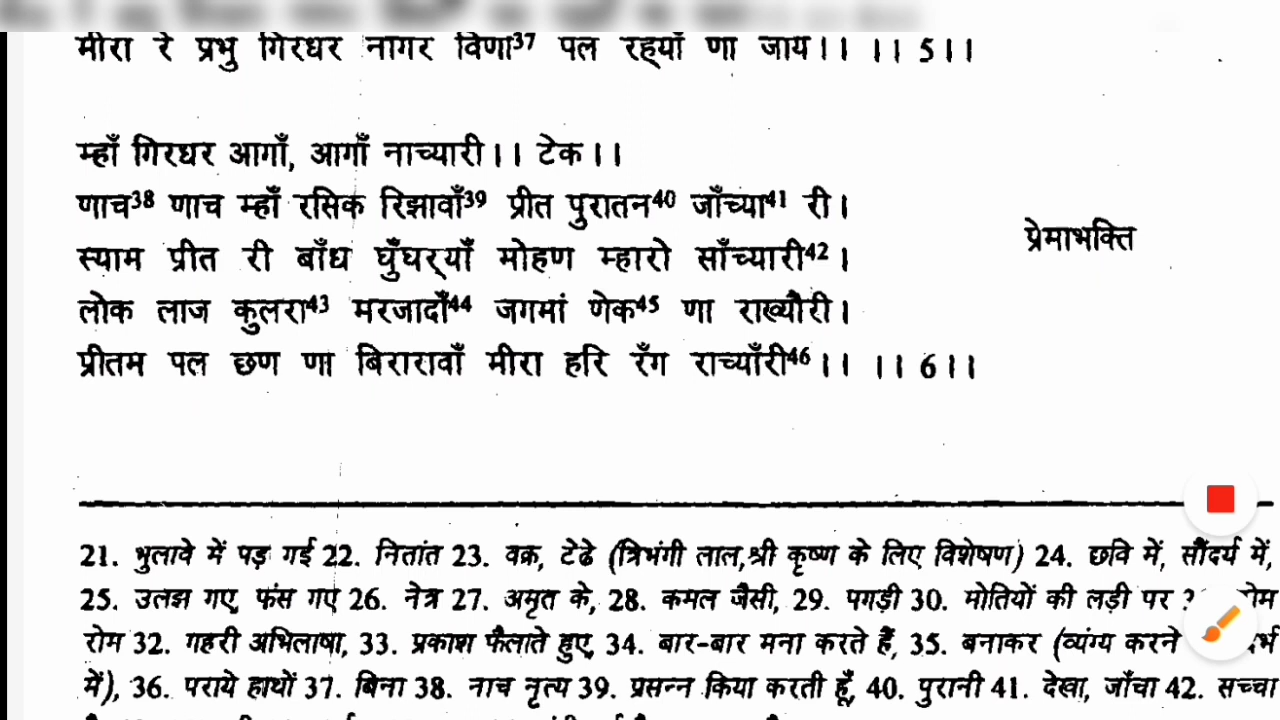 मीरा रे प्रभु गिरधर नागर विणा37 पल रह्याँ णा जाय।। ।। 5।।
म्हाँ गिरधर आगाँ, आगाँ नाच्यारी।। टेक।।
णाच38 णाच म्हाँ रसिक रिझावाँ39 प्रीत पुरातन40 जाँच्या41 री।
स्याम प्रीत री बाँध घुँघर्‌याँ मोहण म्हारो साँच्यारी42।
प्रेमाभक्ति
लोक लाज कुलरा43 मरजादाँ44 जगमां णेक45 णा राख्याँरी।
प्रीतम पल छण णा बिरारावाँ मीरा हरि रँग राच्याँरी46।। ।। 6।।
21. भुलावे में पड़ गई 22. नितांत 23. वक्र, टेढे (त्रिभंगी लाल,श्री कृष्ण के लिए विशेषण) 24. छवि में, सौंदर्य में,
25. उलझ गए, फंस गए 26. नेत्र 27. अमृत के, 28. कमल जैसी, 29. पगड़ी 30. मोतियों की लड़ी पर
रोम 32. गहरी अभिलाषा, 33. प्रकाश फैलाते हुए, 34. बार-बार मना करते हैं, 35. बनाकर (व्यंग्य करने
में), 36. पराये हाथों 37. बिना 38. नाच नृत्य 39. प्रसन्न किया करती हूँ, 40. पुरानी 41. देखा, जाँचा 42. सच्चा